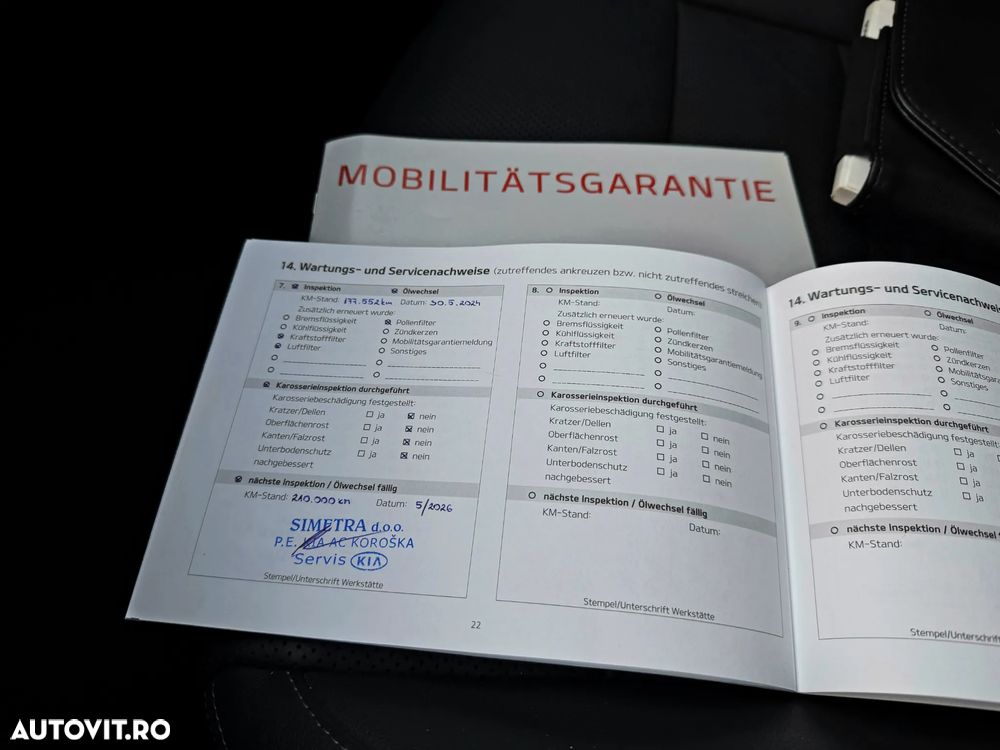 MOBILITÄTSGARANTIE
14. Wartungs- und Servicenachweise (zutreffendes ankreuzen bzw. nicht zutreffendes streichen)
7. Inspektion Ölwechsel
KM-Stand: 177.552 km Datum: 30.5.2024
Zusätzlich erneuert wurde:
Bremsflüssigkeit Pollenfilter
Kühlflüssigkeit Zündkerzen
Kraftstofffilter Mobilitätsgarantiemeldung
Luftfilter Sonstiges
Karosserieinspektion durchgeführt
Karosseriebeschädigung festgestellt:
Kratzer/Dellen ja nein
Oberflächenrost ja nein
Kanten/Falzrost ja nein
Unterbodenschutz ja nein
nachgebessert
nächste Inspektion / Ölwechsel fällig
KM-Stand: 210.000 km Datum: 5/2026
SIMETRA d.o.o.
P.E. KIA AC KOROŠKA
Servis KIA
Stempel/Unterschrift Werkstätte
8. Inspektion Ölwechsel
KM-Stand: Datum:
Zusätzlich erneuert wurde:
Bremsflüssigkeit Pollenfilter
Kühlflüssigkeit Zündkerzen
Kraftstofffilter Mobilitätsgarantiemeldung
Luftfilter Sonstiges
Karosserieinspektion durchgeführt
Karosseriebeschädigung festgestellt:
Kratzer/Dellen ja nein
Oberflächenrost ja nein
Kanten/Falzrost ja nein
Unterbodenschutz ja nein
nachgebessert
nächste Inspektion / Ölwechsel fällig
KM-Stand: Datum:
Stempel/Unterschrift Werkstätte
22
14. Wartungs- und Servicenachwei
9. Inspektion Ölwechsel
KM-Stand: Datum:
Zusätzlich erneuert wurde:
Bremsflüssigkeit Pollenfilter
Kühlflüssigkeit Zündkerzen
Kraftstofffilter Mobilitätsgara
Luftfilter Sonstiges
Karosserieinspektion durchgeführt
Karosseriebeschädigung festgestellt:
Kratzer/Dellen ja
Oberflächenrost ja
Kanten/Falzrost ja
Unterbodenschutz ja
nachgebessert
nächste Inspektion / Ölwechsel
KM-Stand:
Stempel/Unterschrift
AUTOVIT.RO